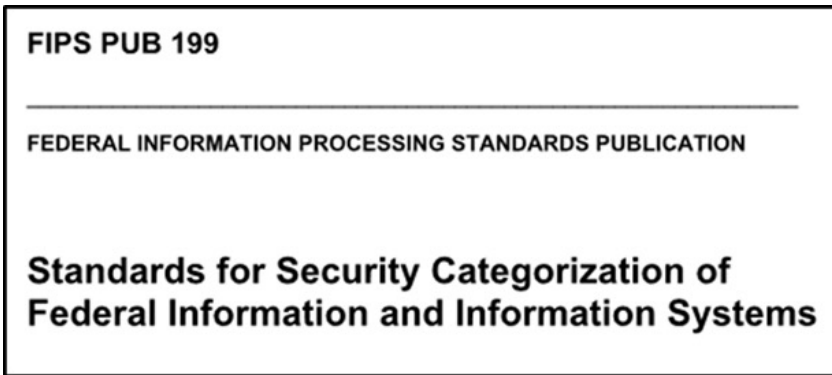 FIPS PUB 199
FEDERAL INFORMATION PROCESSING STANDARDS PUBLICATION
Standards for Security Categorization of
Federal Information and Information Systems